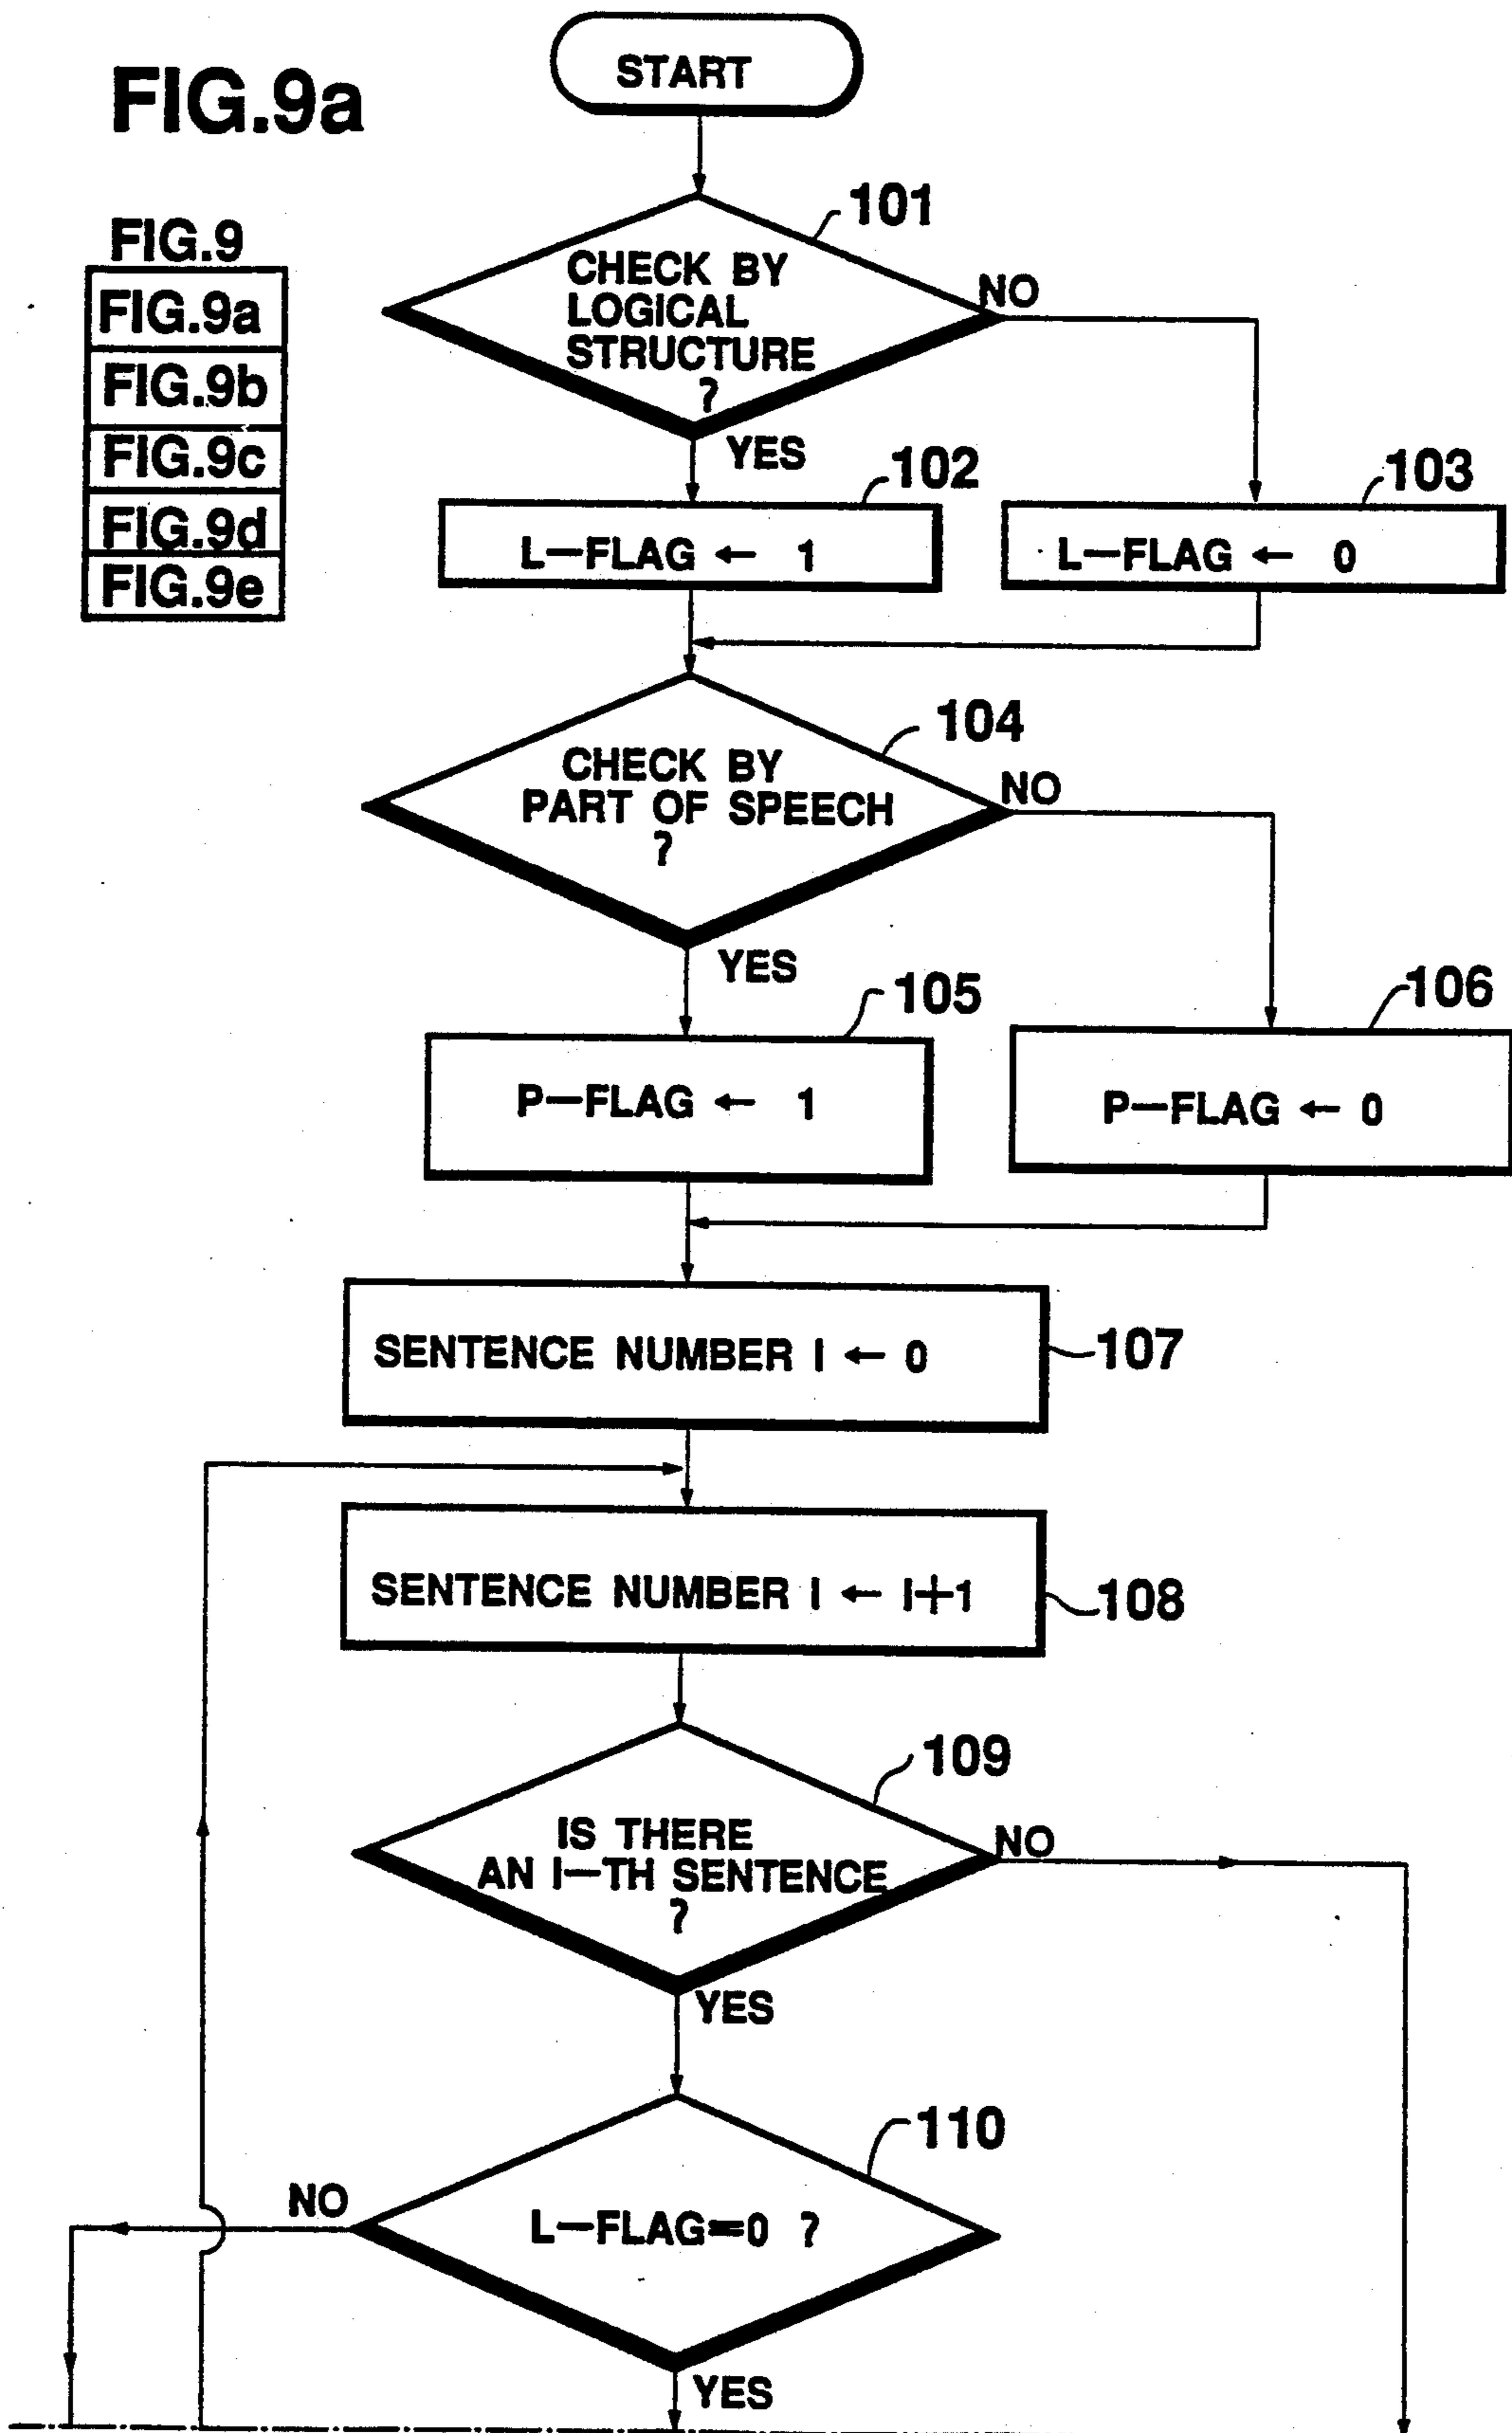 FIG.9a
START
FIG.9
FIG.9a
FIG.9b
FIG.9c
FIG.9d
FIG.9e
101
CHECK BY
LOGICAL
STRUCTURE
?
NO
YES
102
103
L—FLAG ← 1
L—FLAG ← 0
104
CHECK BY
PART OF SPEECH
?
NO
YES
105
106
P—FLAG ← 1
P—FLAG ← 0
SENTENCE NUMBER I ← 0
107
SENTENCE NUMBER I ← I+1
108
109
IS THERE
AN I—TH SENTENCE
?
NO
YES
110
NO
L—FLAG=0 ?
YES